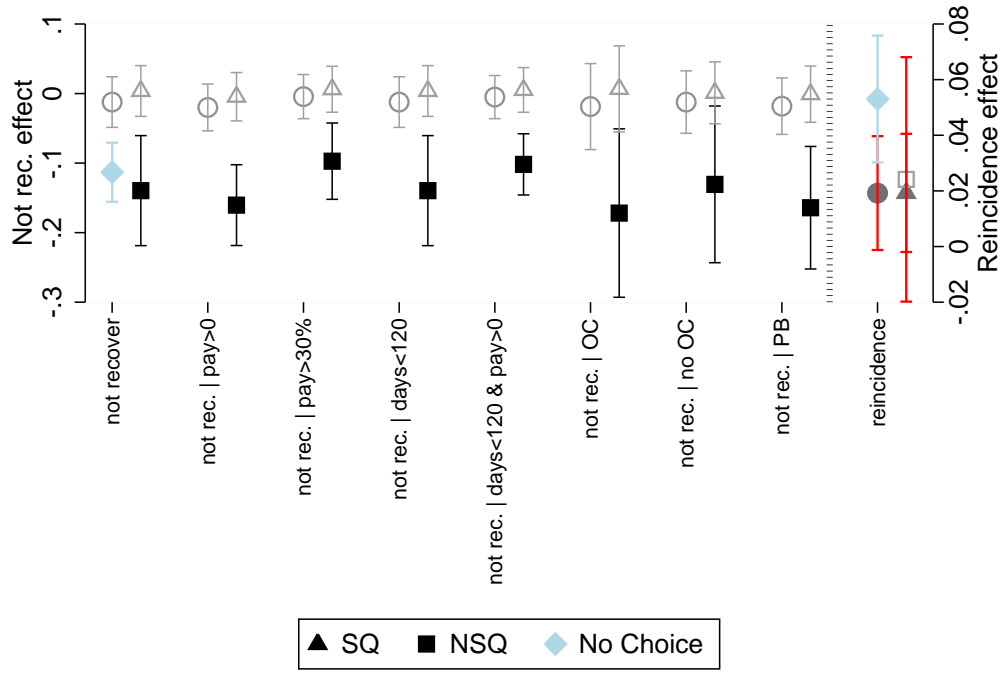 Not rec. effect
.1
0
-.1
-.2
-.3
Reincidence effect
.08
.06
.04
.02
0
-.02
not recover
not rec. | pay>0
not rec. | pay>30%
not rec. | days<120
not rec. | days<120 & pay>0
not rec. | OC
not rec. | no OC
not rec. | PB
reincidence
SQ NSQ No Choice